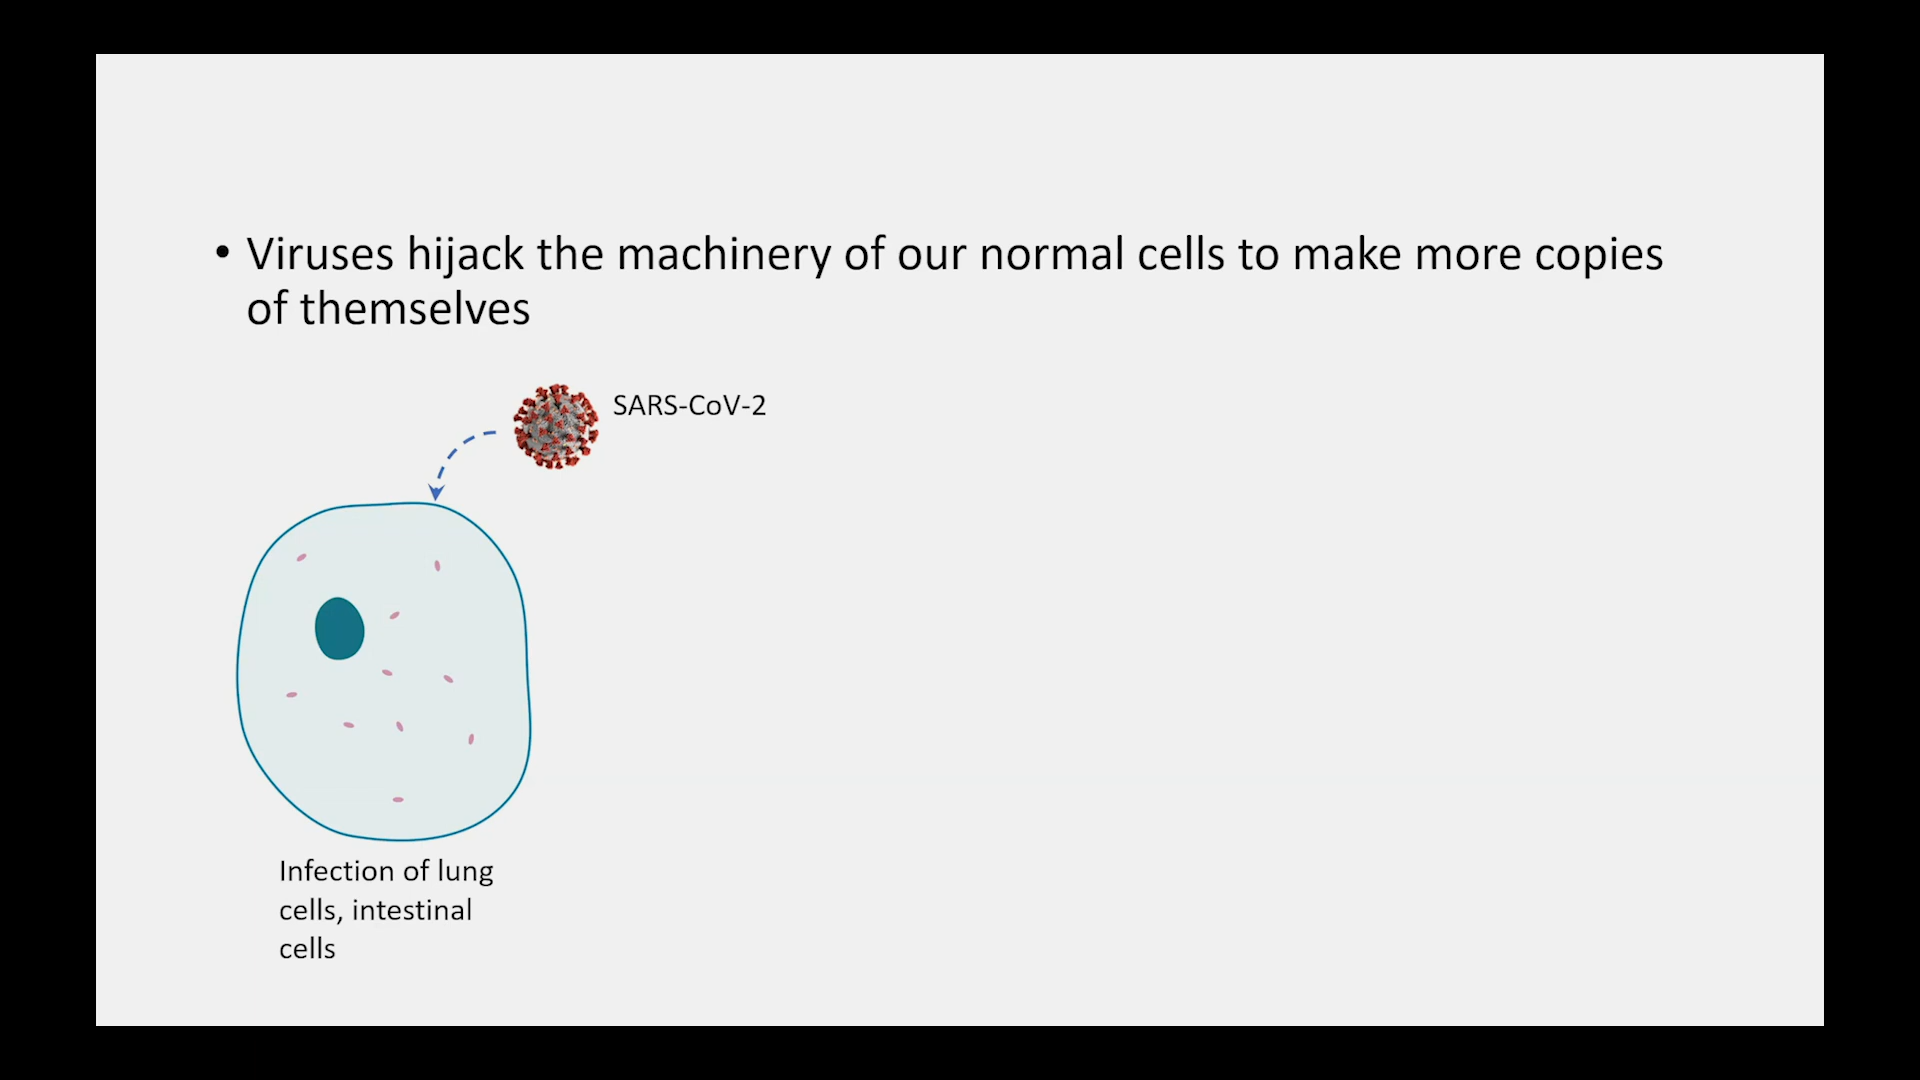 • Viruses hijack the machinery of our normal cells to make more copies
of themselves
SARS-CoV-2
Infection of lung
cells, intestinal
cells